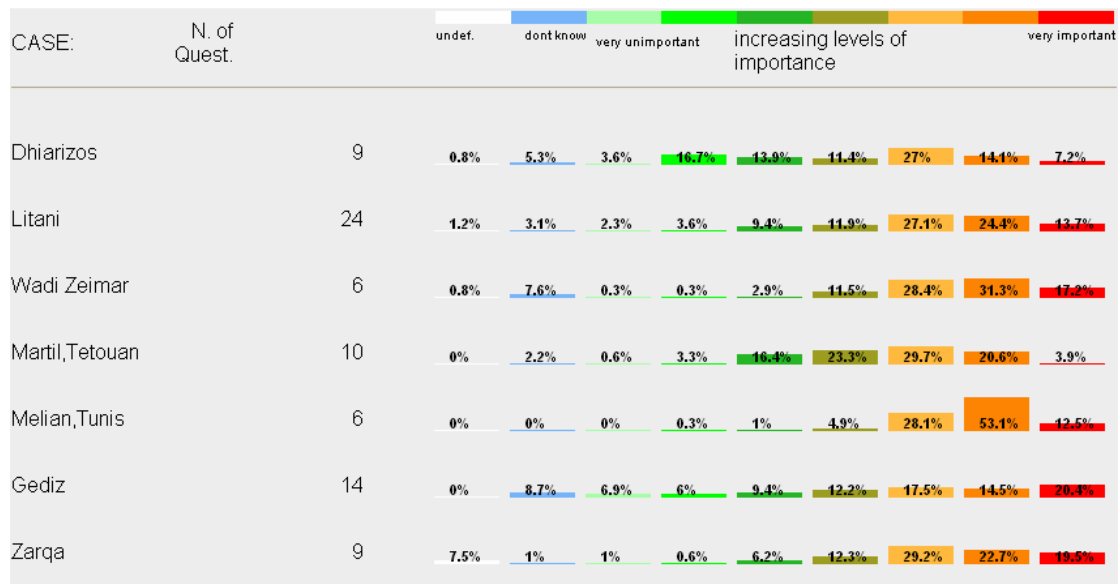 CASE: N. of Quest. undef. dont know very unimportant increasing levels of importance very important
Dhiarizos 9 0.8% 5.3% 3.6% 16.7% 13.9% 11.4% 27% 14.1% 7.2%
Litani 24 1.2% 3.1% 2.3% 3.6% 9.4% 11.9% 27.1% 24.4% 13.7%
Wadi Zeimar 6 0.8% 7.6% 0.3% 0.3% 2.9% 11.5% 28.4% 31.3% 17.2%
Martil,Tetouan 10 0% 2.2% 0.6% 3.3% 16.4% 23.3% 29.7% 20.6% 3.9%
Melian,Tunis 6 0% 0% 0% 0.3% 1% 4.9% 28.1% 53.1% 12.5%
Gediz 14 0% 8.7% 6.9% 6% 9.4% 12.2% 17.5% 14.5% 20.4%
Zarqa 9 7.5% 1% 1% 0.6% 6.2% 12.3% 29.2% 22.7% 19.5%